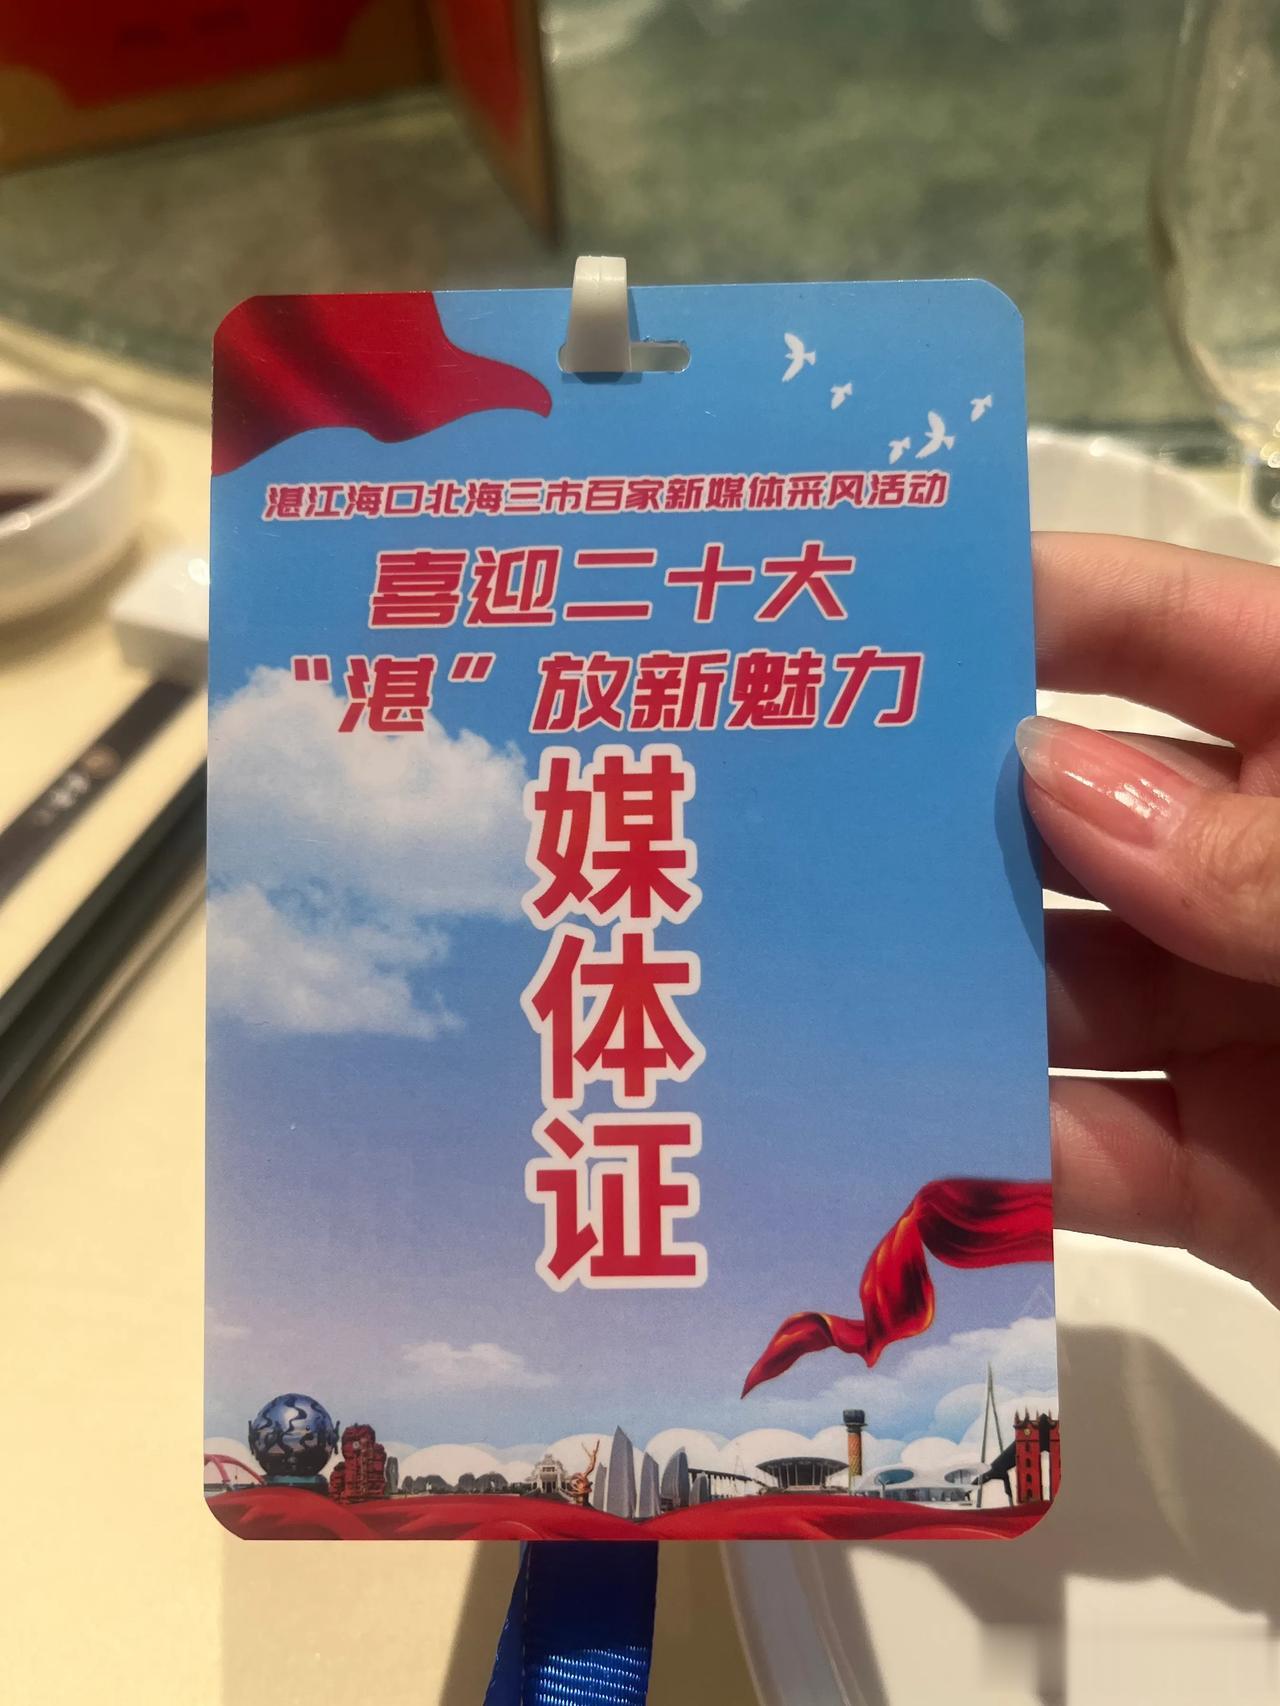 湛江海口北海三市百家新媒体采风活动
喜迎二十大
“湛”放新魅力
媒
体
证